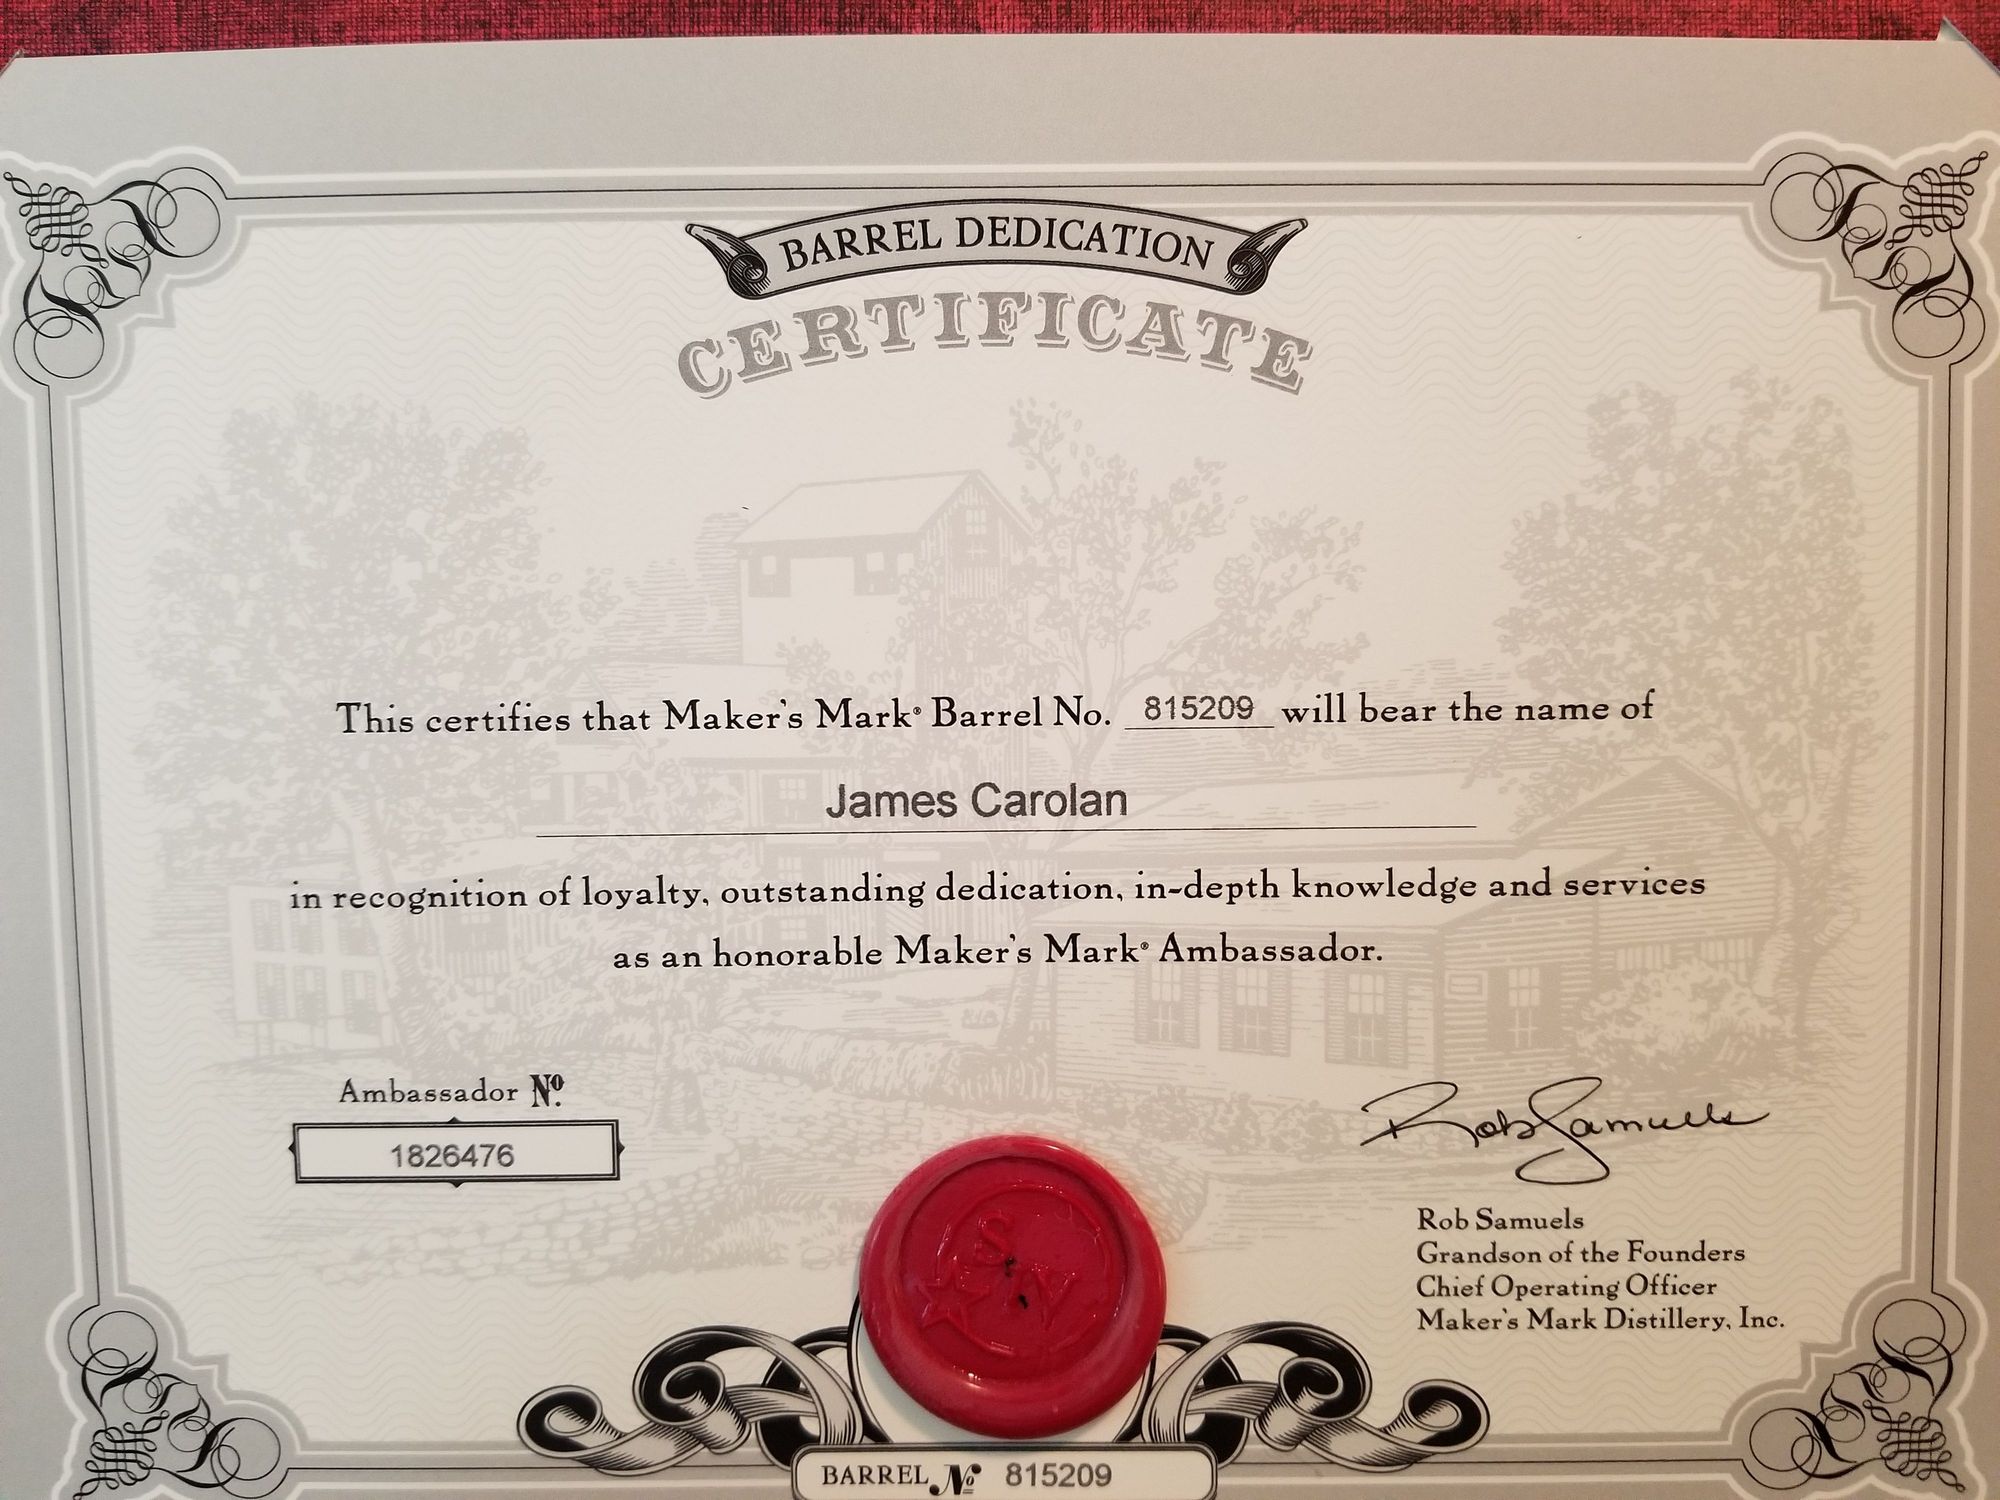 BARREL DEDICATION
CERTIFICATE
This certifies that Maker's Mark® Barrel No. 815209 will bear the name of
James Carolan
in recognition of loyalty, outstanding dedication, in-depth knowledge and services
as an honorable Maker's Mark® Ambassador.
Ambassador Nº.
1826476
Rob Samuels
Rob Samuels
Grandson of the Founders
Chief Operating Officer
Maker's Mark Distillery, Inc.
S IV
BARREL Nº 815209